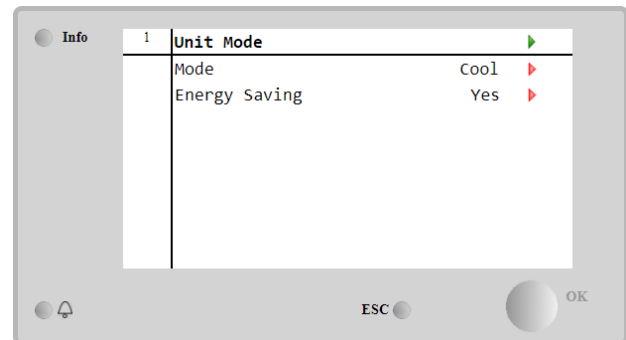 Info
1 Unit Mode
Mode Cool
Energy Saving Yes
ESC
OK